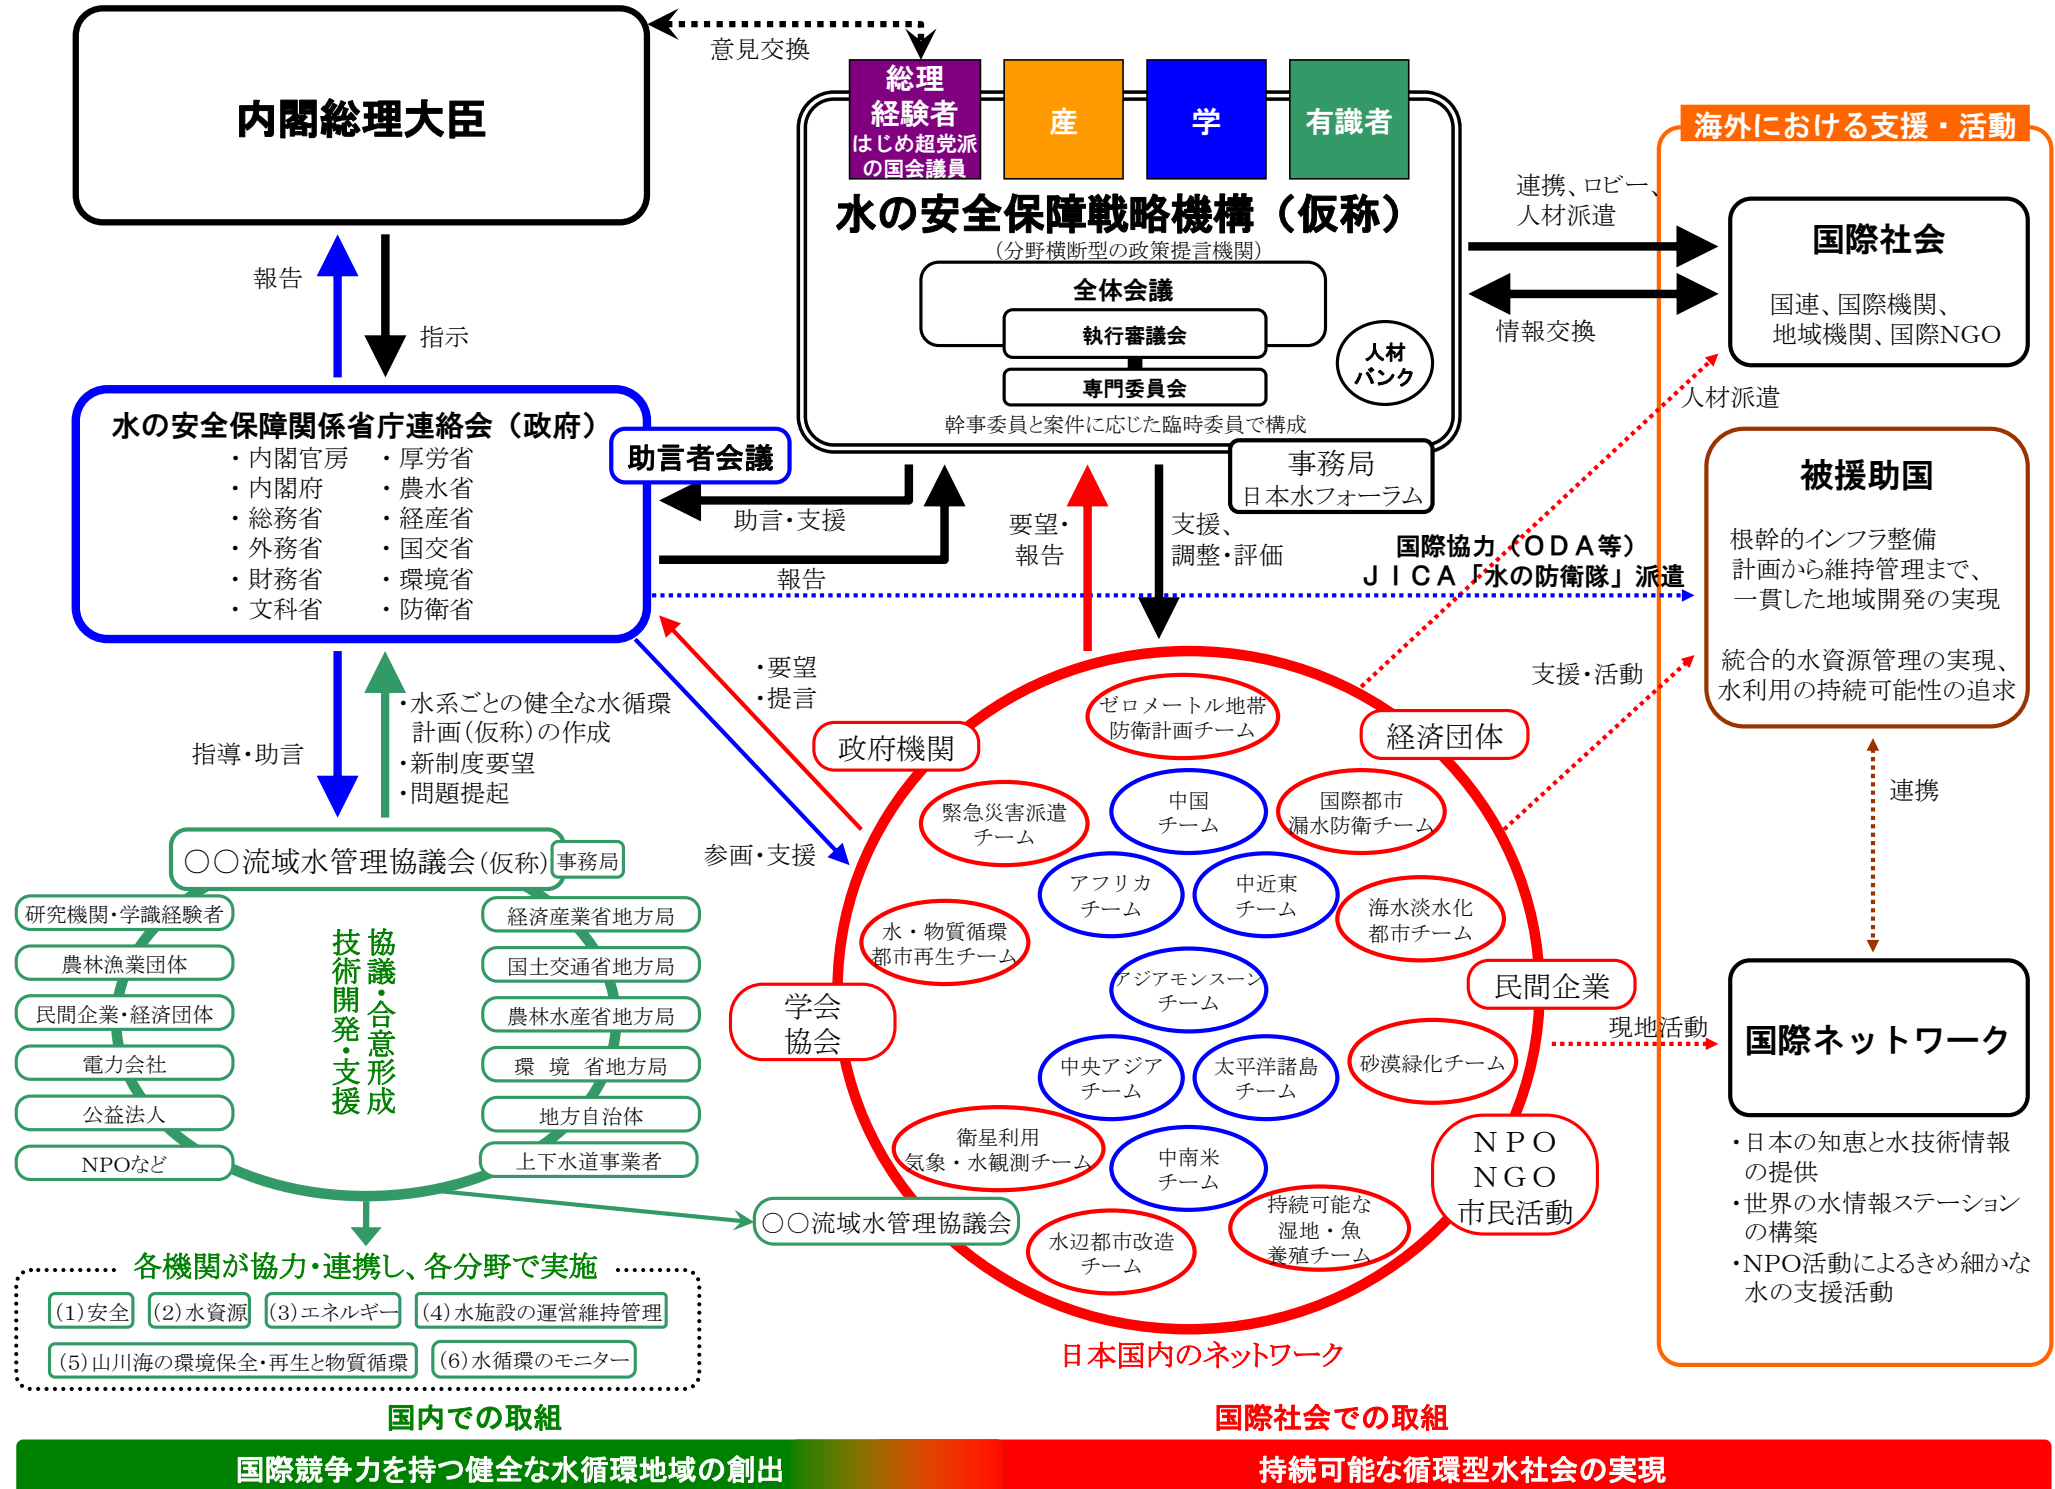 内閣総理大臣
意見交換
総理
経験者
はじめ超党派
の国会議員
産
学
有識者
水の安全保障戦略機構（仮称）
（分野横断型の政策提言機関）
全体会議
執行審議会
専門委員会
人材
バンク
幹事委員と案件に応じた臨時委員で構成
事務局
日本水フォーラム
報告
指示
水の安全保障関係省庁連絡会（政府）
・内閣官房
・内閣府
・総務省
・外務省
・財務省
・文科省
・厚労省
・農水省
・経産省
・国交省
・環境省
・防衛省
助言者会議
助言・支援
報告
要望・
報告
支援、
調整・評価
連携、ロビー、
人材派遣
情報交換
海外における支援・活動
国際社会
国連、国際機関、
地域機関、国際NGO
人材派遣
被援助国
根幹的インフラ整備
計画から維持管理まで、
一貫した地域開発の実現
統合的水資源管理の実現、
水利用の持続可能性の追求
国際協力（ＯＤＡ等）
ＪＩＣＡ「水の防衛隊」派遣
支援・活動
連携
現地活動
国際ネットワーク
・日本の知恵と水技術情報
の提供
・世界の水情報ステーション
の構築
・NPO活動によるきめ細かな
水の支援活動
・要望
・提言
参画・支援
指導・助言
・水系ごとの健全な水循環
計画（仮称）の作成
・新制度要望
・問題提起
〇〇流域水管理協議会（仮称）
事務局
研究機関・学識経験者
農林漁業団体
民間企業・経済団体
電力会社
公益法人
NPOなど
協議・合意形成
技術開発・支援
経済産業省地方局
国土交通省地方局
農林水産省地方局
環　境　省地方局
地方自治体
上下水道事業者
各機関が協力・連携し、各分野で実施
（１）安全
（２）水資源
（３）エネルギー
（４）水施設の運営維持管理
（５）山川海の環境保全・再生と物質循環
（６）水循環のモニター
政府機関
経済団体
学会
協会
民間企業
ＮＰＯ
ＮＧＯ
市民活動
〇〇流域水管理協議会
ゼロメートル地帯
防衛計画チーム
緊急災害派遣
チーム
中国
チーム
国際都市
漏水防衛チーム
アフリカ
チーム
中近東
チーム
水・物質循環
都市再生チーム
海水淡水化
都市チーム
アジアモンスーン
チーム
中央アジア
チーム
太平洋諸島
チーム
砂漠緑化チーム
衛星利用
気象・水観測チーム
中南米
チーム
持続可能な
湿地・魚
養殖チーム
水辺都市改造
チーム
日本国内のネットワーク
国内での取組
国際社会での取組
国際競争力を持つ健全な水循環地域の創出
持続可能な循環型水社会の実現